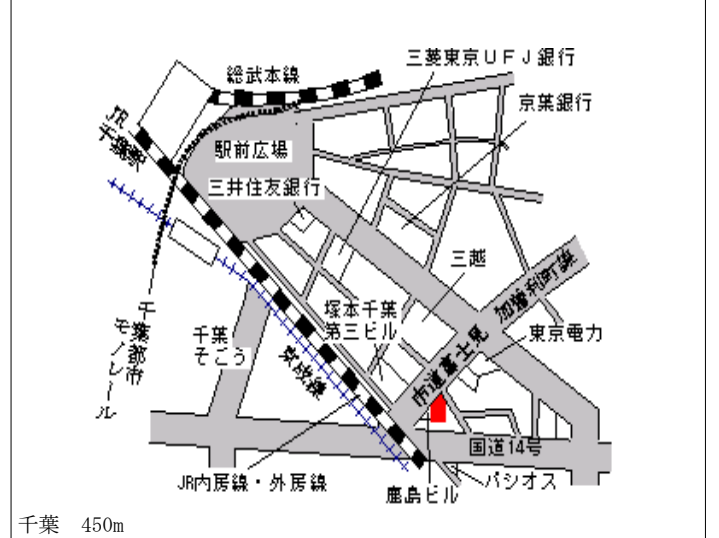 三菱東京UFJ銀行
総武本線
京葉銀行
JR
千葉駅
駅前広場
三井住友銀行
三越
加曽利町線
塚本千葉
第三ビル
千葉
そごう
東京電力
千葉都市
モノレール
京成線
市道富士見
国道14号
JR内房線・外房線
鹿島ビル
パシオス
千葉　450m